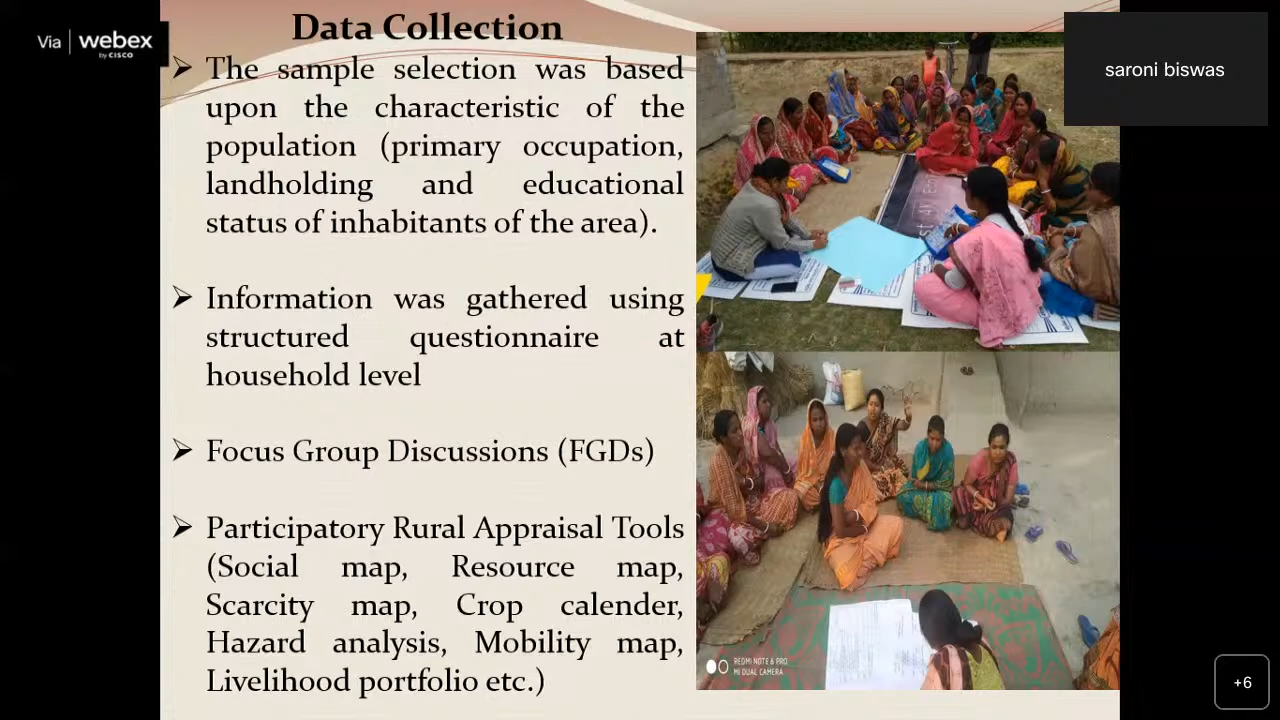 Data Collection
Via | webex
by CISCO
saroni biswas
➢ The sample selection was based
upon the characteristic of the
population (primary occupation,
landholding and educational
status of inhabitants of the area).
➢ Information was gathered using
structured questionnaire at
household level
➢ Focus Group Discussions (FGDs)
➢ Participatory Rural Appraisal Tools
(Social map, Resource map,
Scarcity map, Crop calender,
Hazard analysis, Mobility map,
Livelihood portfolio etc.)
REDMI NOTE 6 PRO
MI DUAL CAMERA
+6